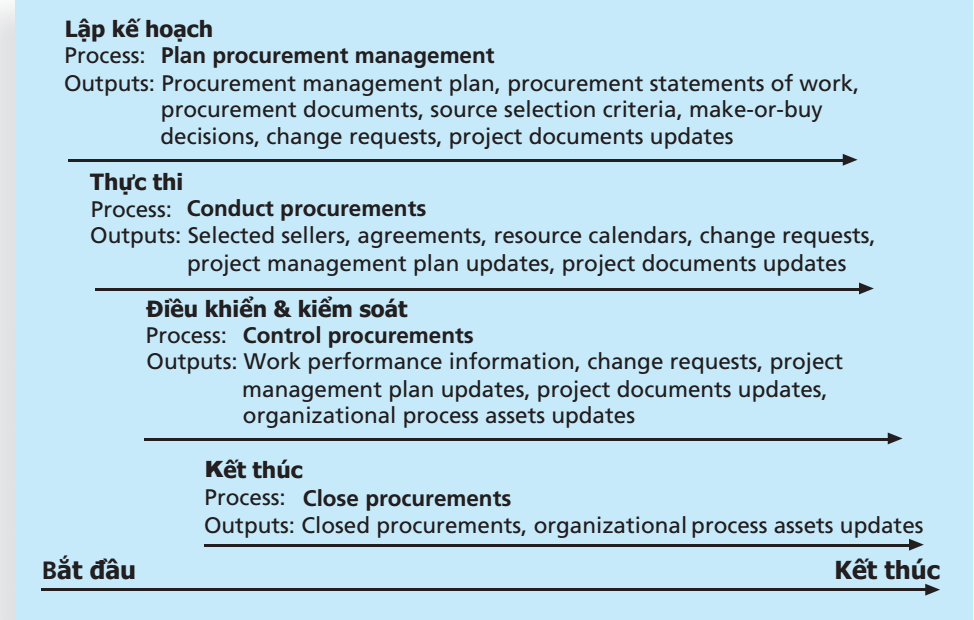 Lập kế hoạch
Process: Plan procurement management
Outputs: Procurement management plan, procurement statements of work,
procurement documents, source selection criteria, make-or-buy
decisions, change requests, project documents updates
Thực thi
Process: Conduct procurements
Outputs: Selected sellers, agreements, resource calendars, change requests,
project management plan updates, project documents updates
Điều khiển & kiểm soát
Process: Control procurements
Outputs: Work performance information, change requests, project
management plan updates, project documents updates,
organizational process assets updates
Kết thúc
Process: Close procurements
Outputs: Closed procurements, organizational process assets updates
Bắt đầu Kết thúc